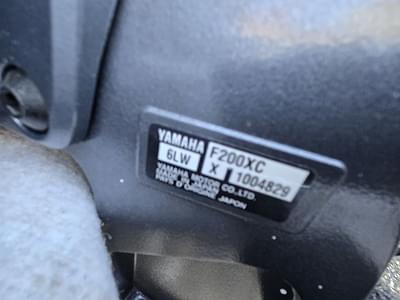 YAMAHA
F200XC
6LW
X 1004829
YAMAHA MOTOR CO., LTD.
MADE IN JAPAN
PAYS D'ORIGINE JAPON